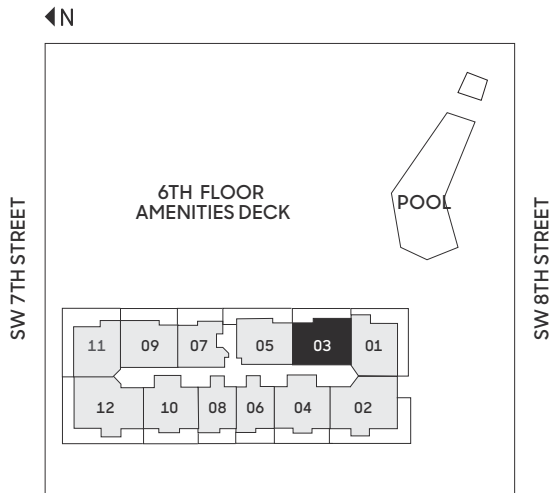 N
6TH FLOOR
AMENITIES DECK
POOL
SW 7TH STREET
SW 8TH STREET
11 09 07 05 03 01
12 10 08 06 04 02